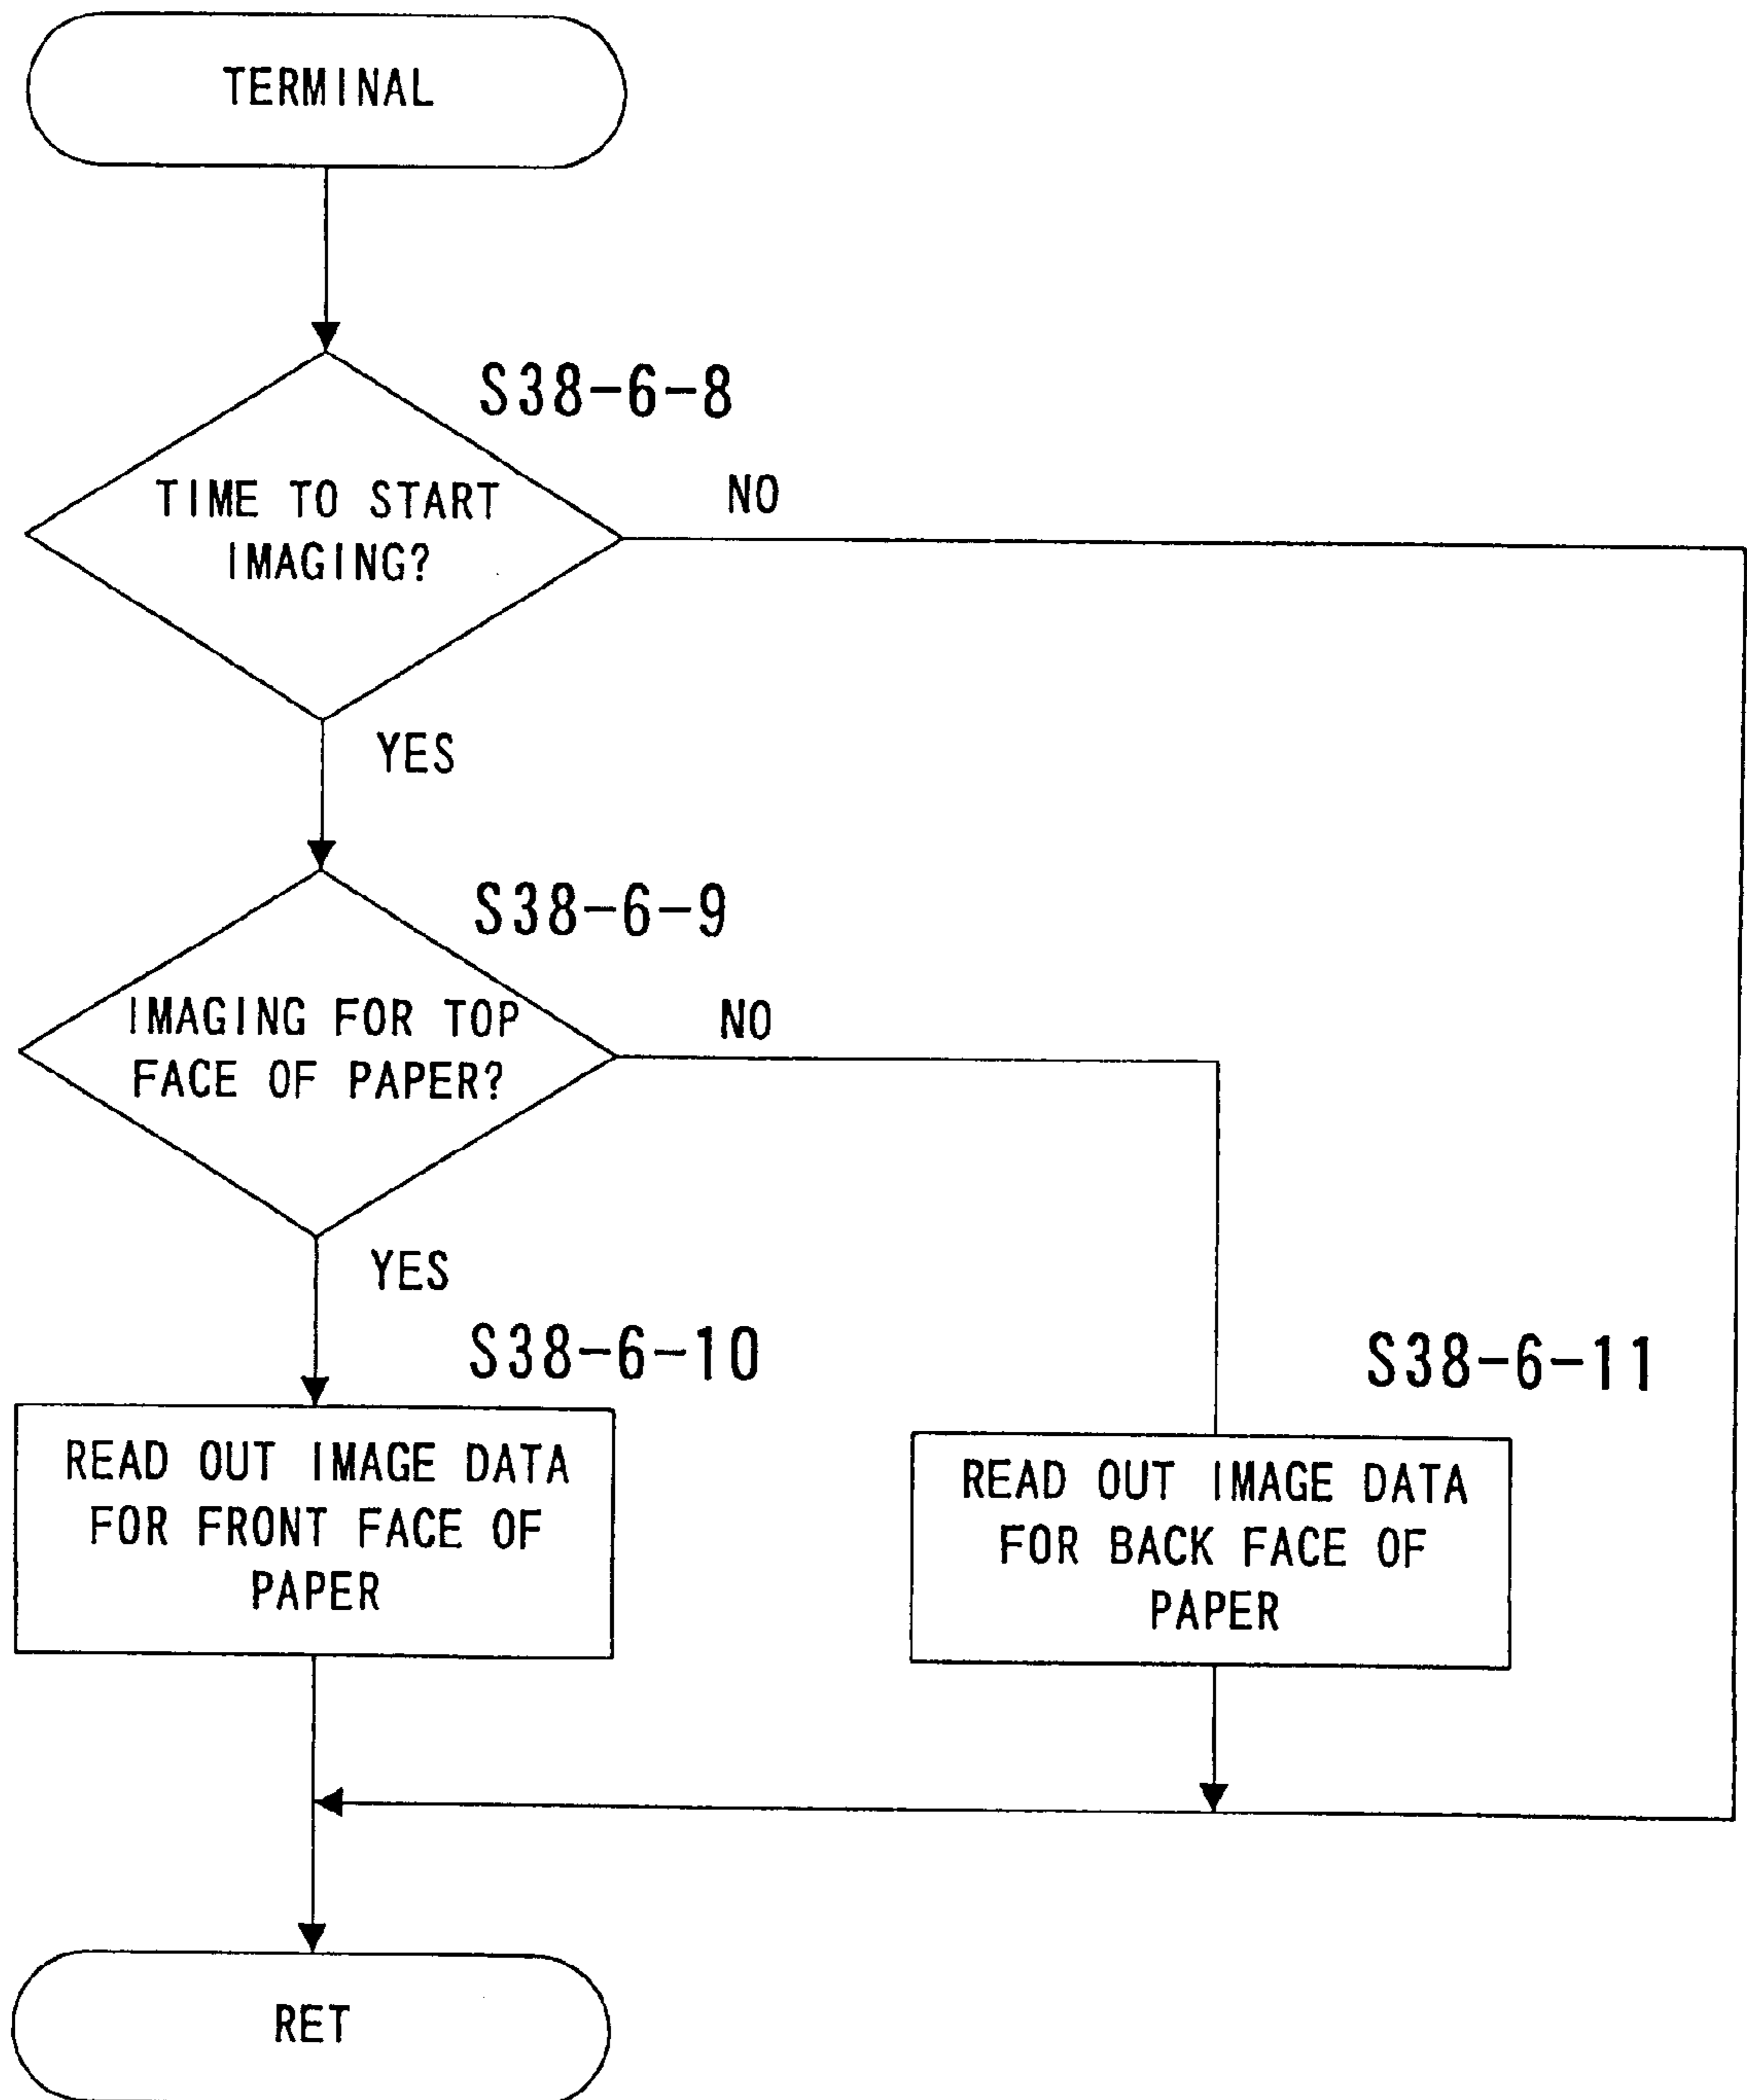 TERMINAL
S38-6-8
TIME TO START
IMAGING?
NO
YES
S38-6-9
IMAGING FOR TOP
FACE OF PAPER?
NO
YES
S38-6-10
READ OUT IMAGE DATA
FOR FRONT FACE OF
PAPER
S38-6-11
READ OUT IMAGE DATA
FOR BACK FACE OF
PAPER
RET